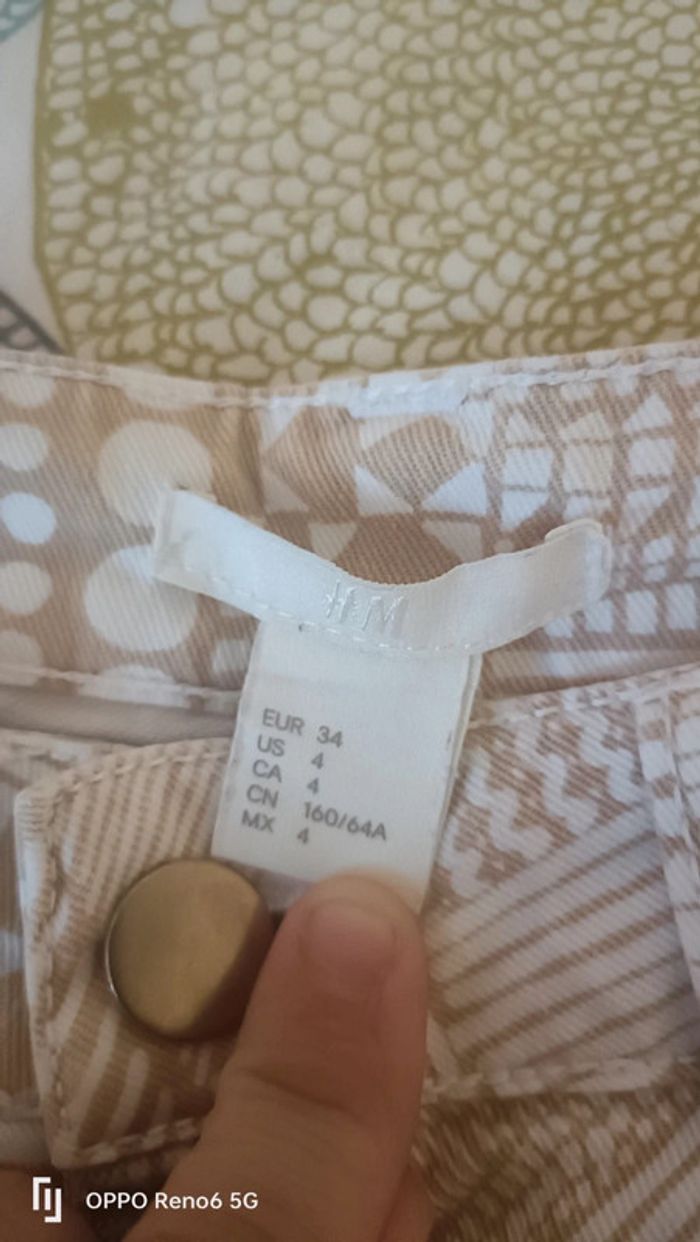 H&M
EUR 34
US 4
CA 4
CN 160/64A
MX 4
OPPO Reno6 5G